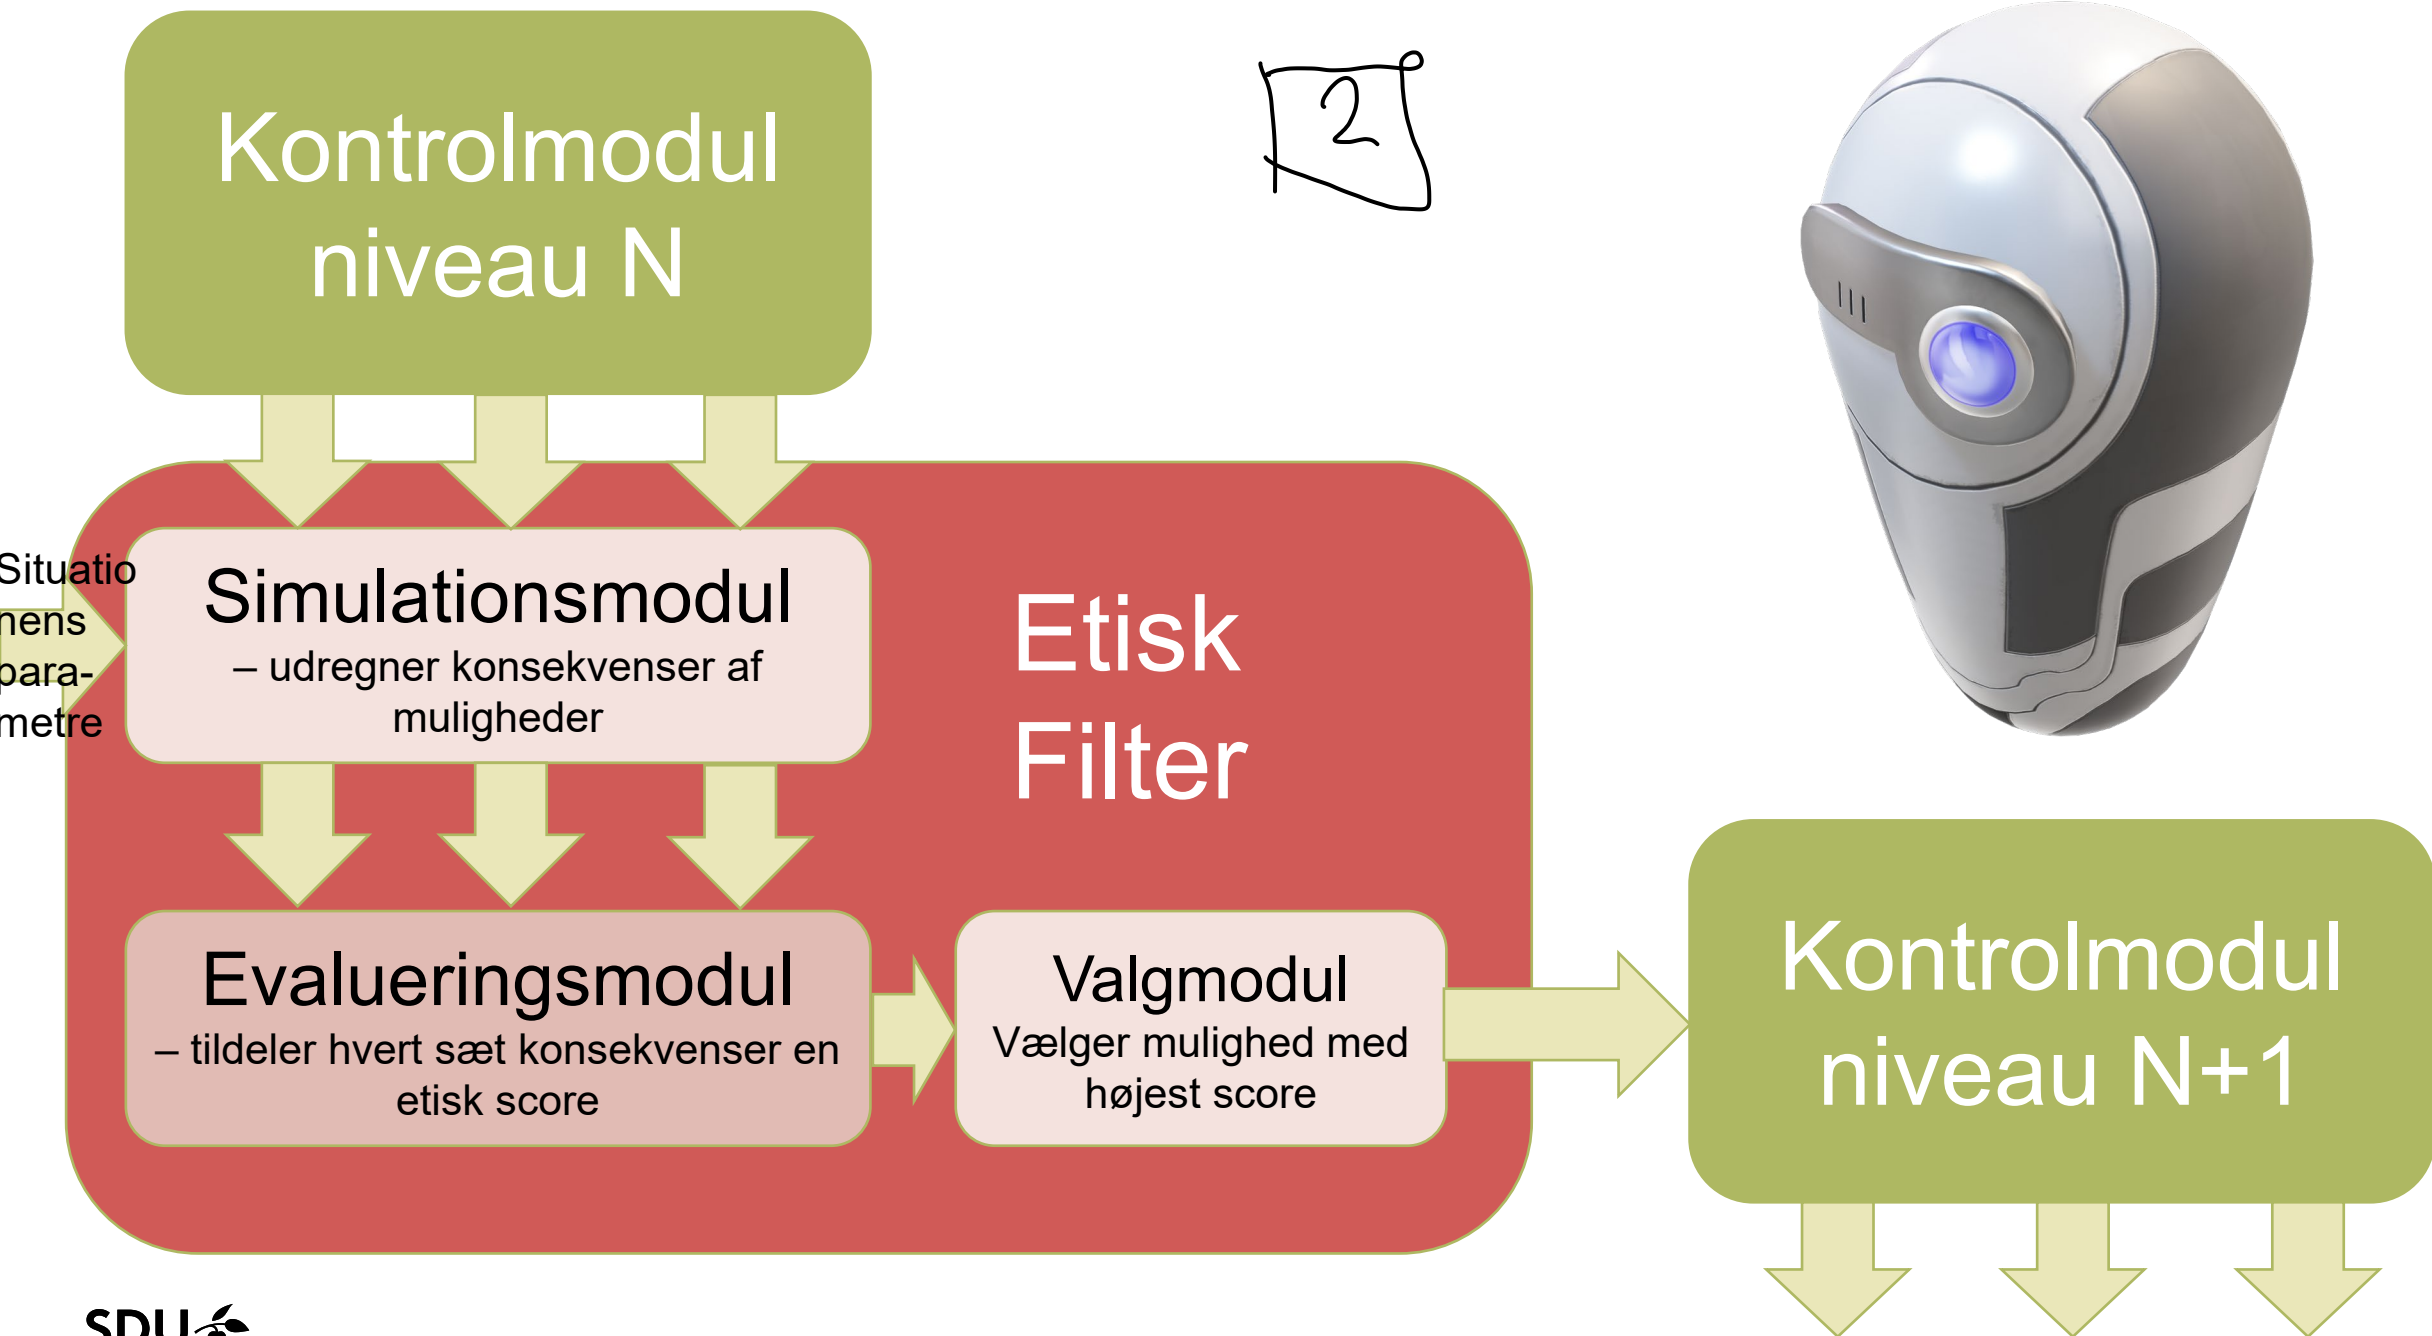 Kontrolmodul
niveau N
2
Situatio
nens
para-
metre
Simulationsmodul
– udregner konsekvenser af
muligheder
Etisk
Filter
Evalueringsmodul
– tildeler hvert sæt konsekvenser en
etisk score
Valgmodul
Vælger mulighed med
højest score
Kontrolmodul
niveau N+1
SDU